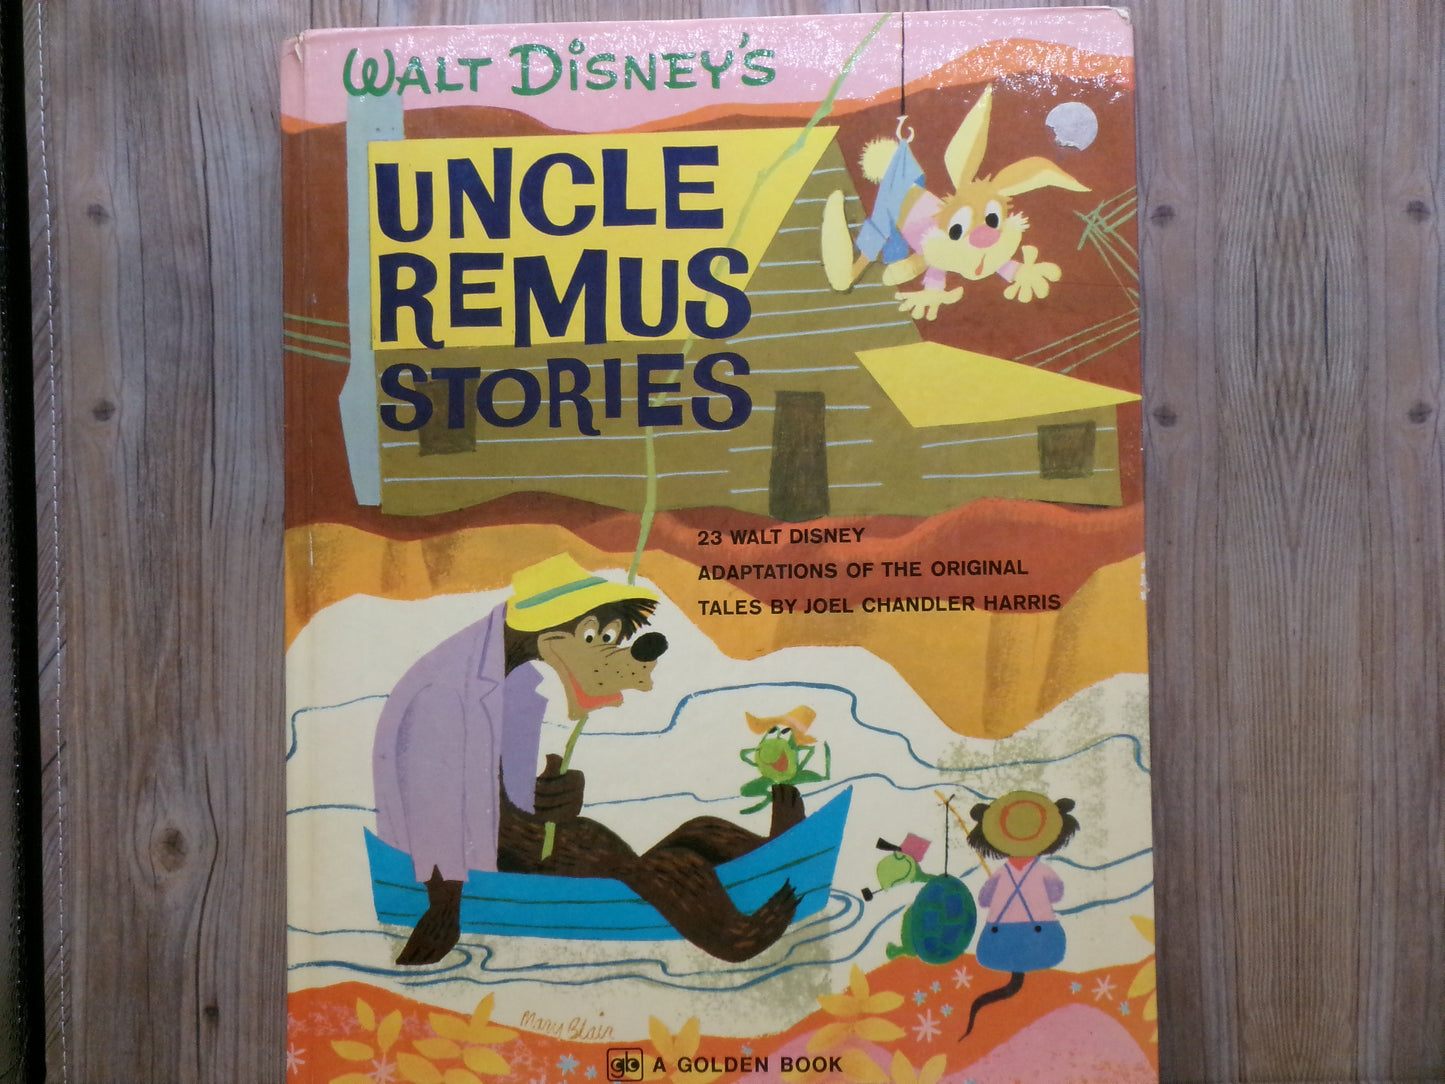 WALT DISNEY'S
UNCLE
REMUS
STORIES
23 WALT DISNEY
ADAPTATIONS OF THE ORIGINAL
TALES BY JOEL CHANDLER HARRIS
Mary Blair
gb A GOLDEN BOOK